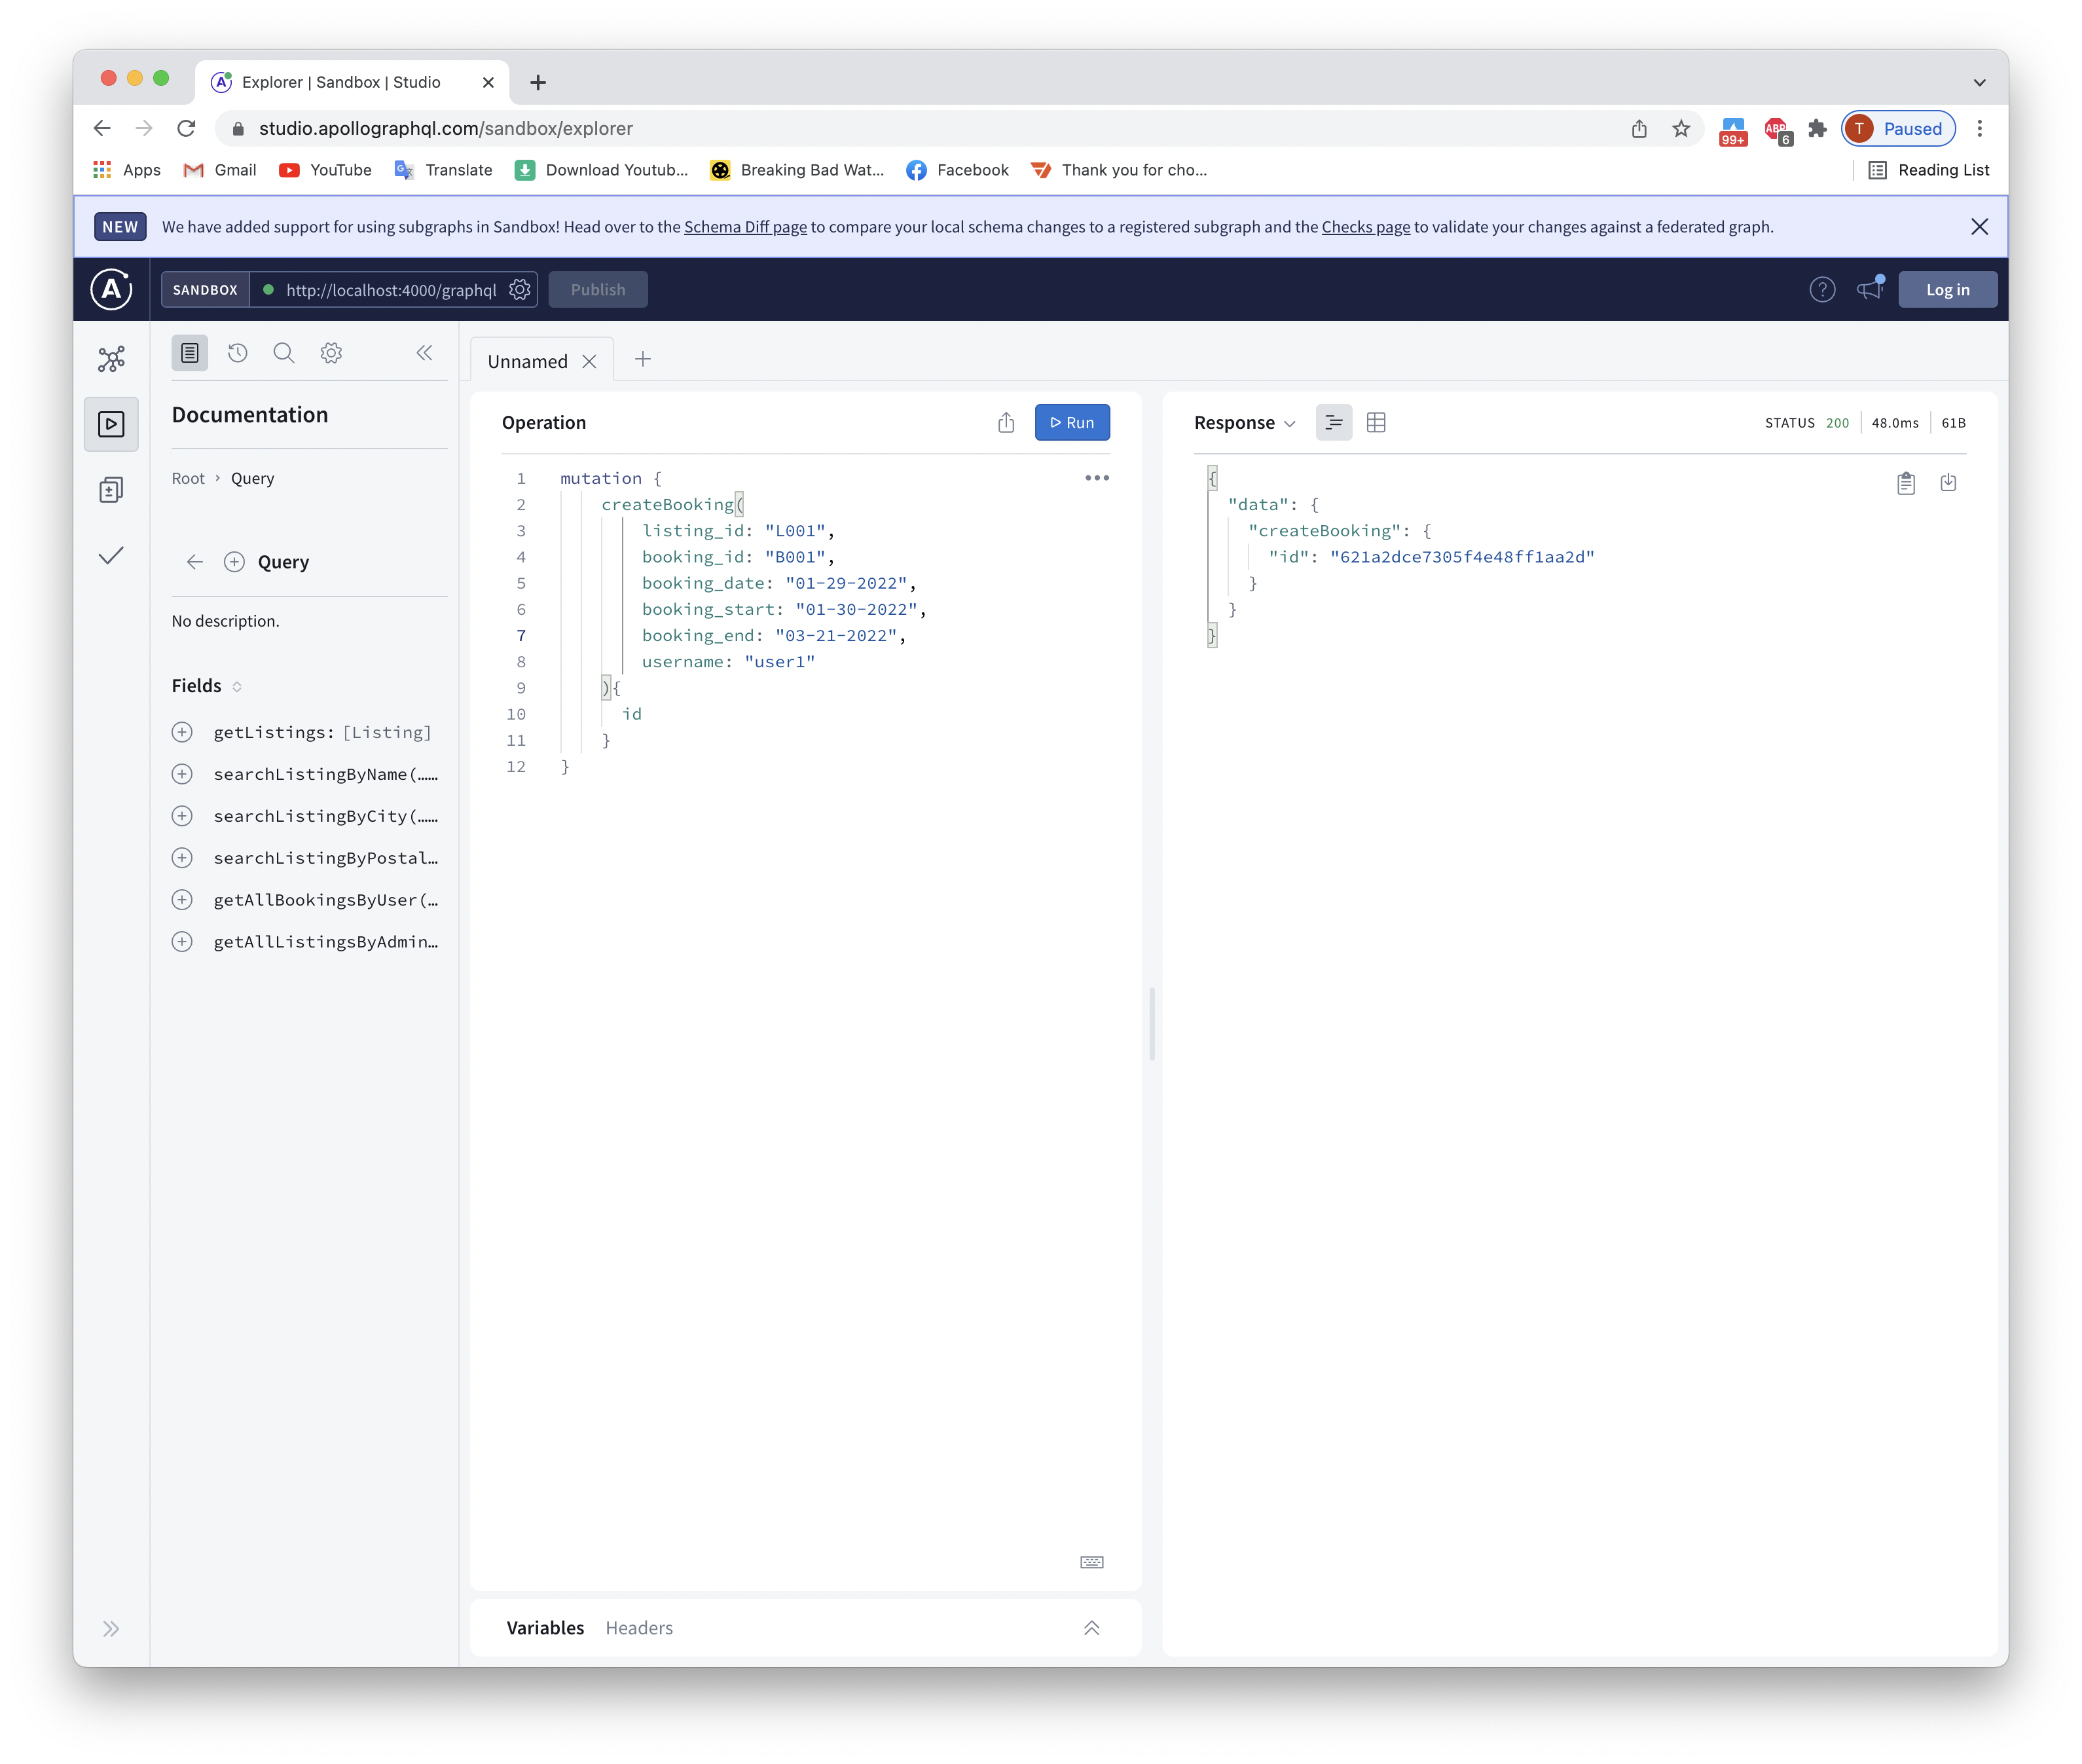 Explorer | Sandbox | Studio
studio.apollographql.com/sandbox/explorer
99+
ABP
6
T
Paused
Apps
Gmail
YouTube
Translate
Download Youtub...
Breaking Bad Wat...
Facebook
Thank you for cho...
Reading List
NEW We have added support for using subgraphs in Sandbox! Head over to the Schema Diff page to compare your local schema changes to a registered subgraph and the Checks page to validate your changes against a federated graph.
SANDBOX
http://localhost:4000/graphql
Publish
Log in
Documentation
Root › Query
Query
No description.
Fields
getListings: [Listing]
searchListingByName(……
searchListingByCity(……
searchListingByPostal…
getAllBookingsByUser(…
getAllListingsByAdmin…
Unnamed
Operation
Run
1 mutation {
2 createBooking(
3 listing_id: "L001",
4 booking_id: "B001",
5 booking_date: "01-29-2022",
6 booking_start: "01-30-2022",
7 booking_end: "03-21-2022",
8 username: "user1"
9 ){
10 id
11 }
12 }
Variables
Headers
Response
STATUS 200
48.0ms
61B
{
"data": {
"createBooking": {
"id": "621a2dce7305f4e48ff1aa2d"
}
}
}